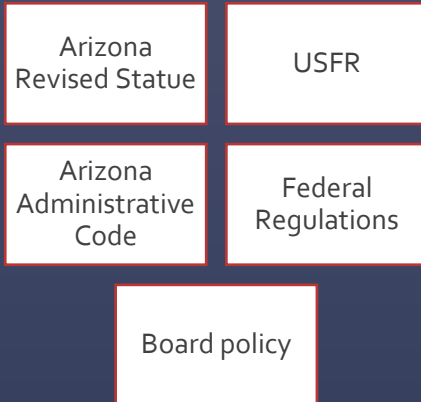 Arizona
Revised Statue
USFR
Arizona
Administrative
Code
Federal
Regulations
Board policy